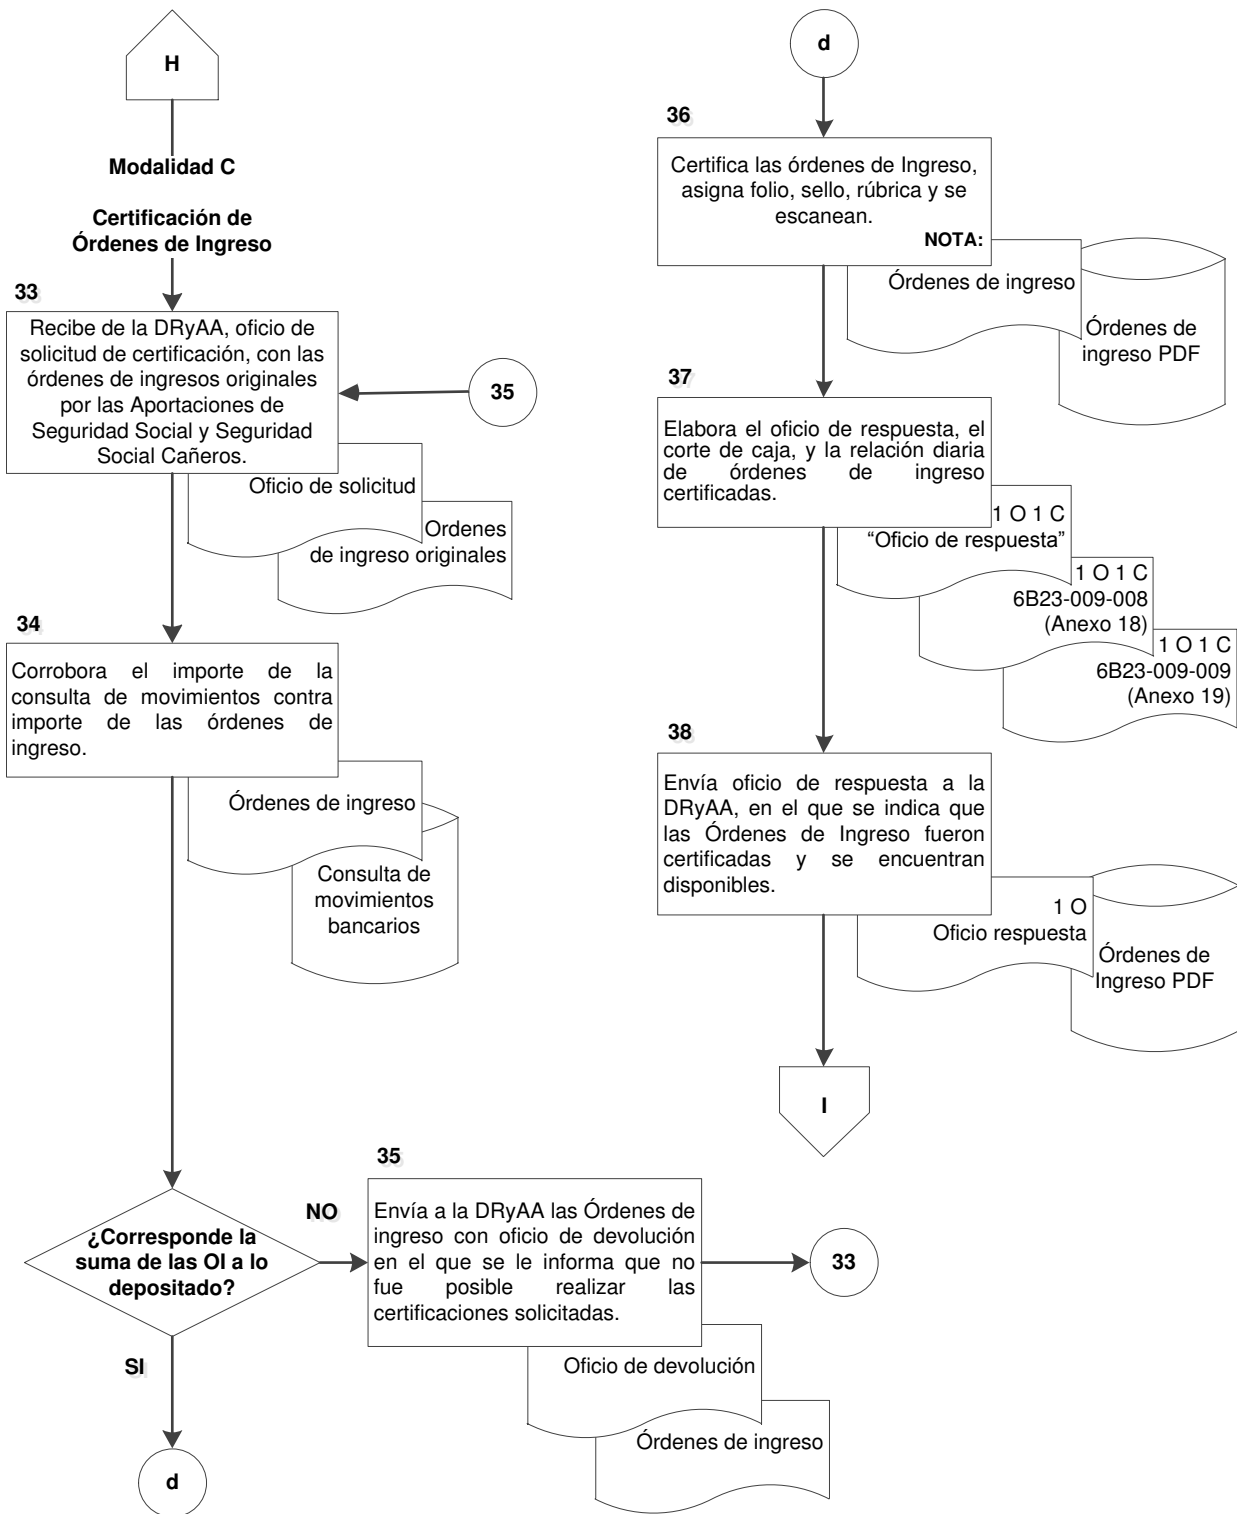 H
Modalidad C
Certificación de
Órdenes de Ingreso
33
Recibe de la DRyAA, oficio de
solicitud de certificación, con las
órdenes de ingresos originales
por las Aportaciones de
Seguridad Social y Seguridad
Social Cañeros.
35
Oficio de solicitud
Ordenes
de ingreso originales
34
Corrobora el importe de la
consulta de movimientos contra
importe de las órdenes de
ingreso.
Órdenes de ingreso
Consulta de
movimientos
bancarios
¿Corresponde la
suma de las OI a lo
depositado?
NO
SI
d
35
Envía a la DRyAA las Órdenes de
ingreso con oficio de devolución
en el que se le informa que no
fue posible realizar las
certificaciones solicitadas.
33
Oficio de devolución
Órdenes de ingreso
d
36
Certifica las órdenes de Ingreso,
asigna folio, sello, rúbrica y se
escanean.
NOTA:
Órdenes de ingreso
Órdenes de
ingreso PDF
37
Elabora el oficio de respuesta, el
corte de caja, y la relación diaria
de órdenes de ingreso
certificadas.
1 O 1 C
“Oficio de respuesta”
1 O 1 C
6B23-009-008
(Anexo 18)
1 O 1 C
6B23-009-009
(Anexo 19)
38
Envía oficio de respuesta a la
DRyAA, en el que se indica que
las Órdenes de Ingreso fueron
certificadas y se encuentran
disponibles.
1 O
Oficio respuesta
Órdenes de
Ingreso PDF
I